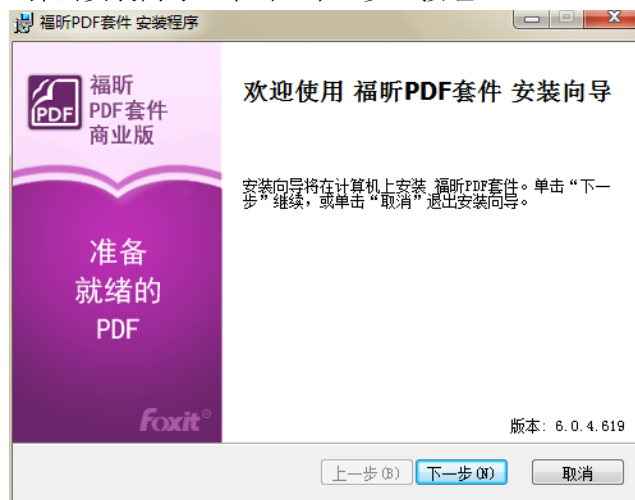 福昕PDF套件 安装程序
福昕
PDF套件
商业版
PDF
欢迎使用 福昕PDF套件 安装向导
安装向导将在计算机上安装 福昕PDF套件。单击“下一
步”继续，或单击“取消”退出安装向导。
准备
就绪的
PDF
foxit®
版本: 6.0.4.619
上一步(B)
下一步(N)
取消